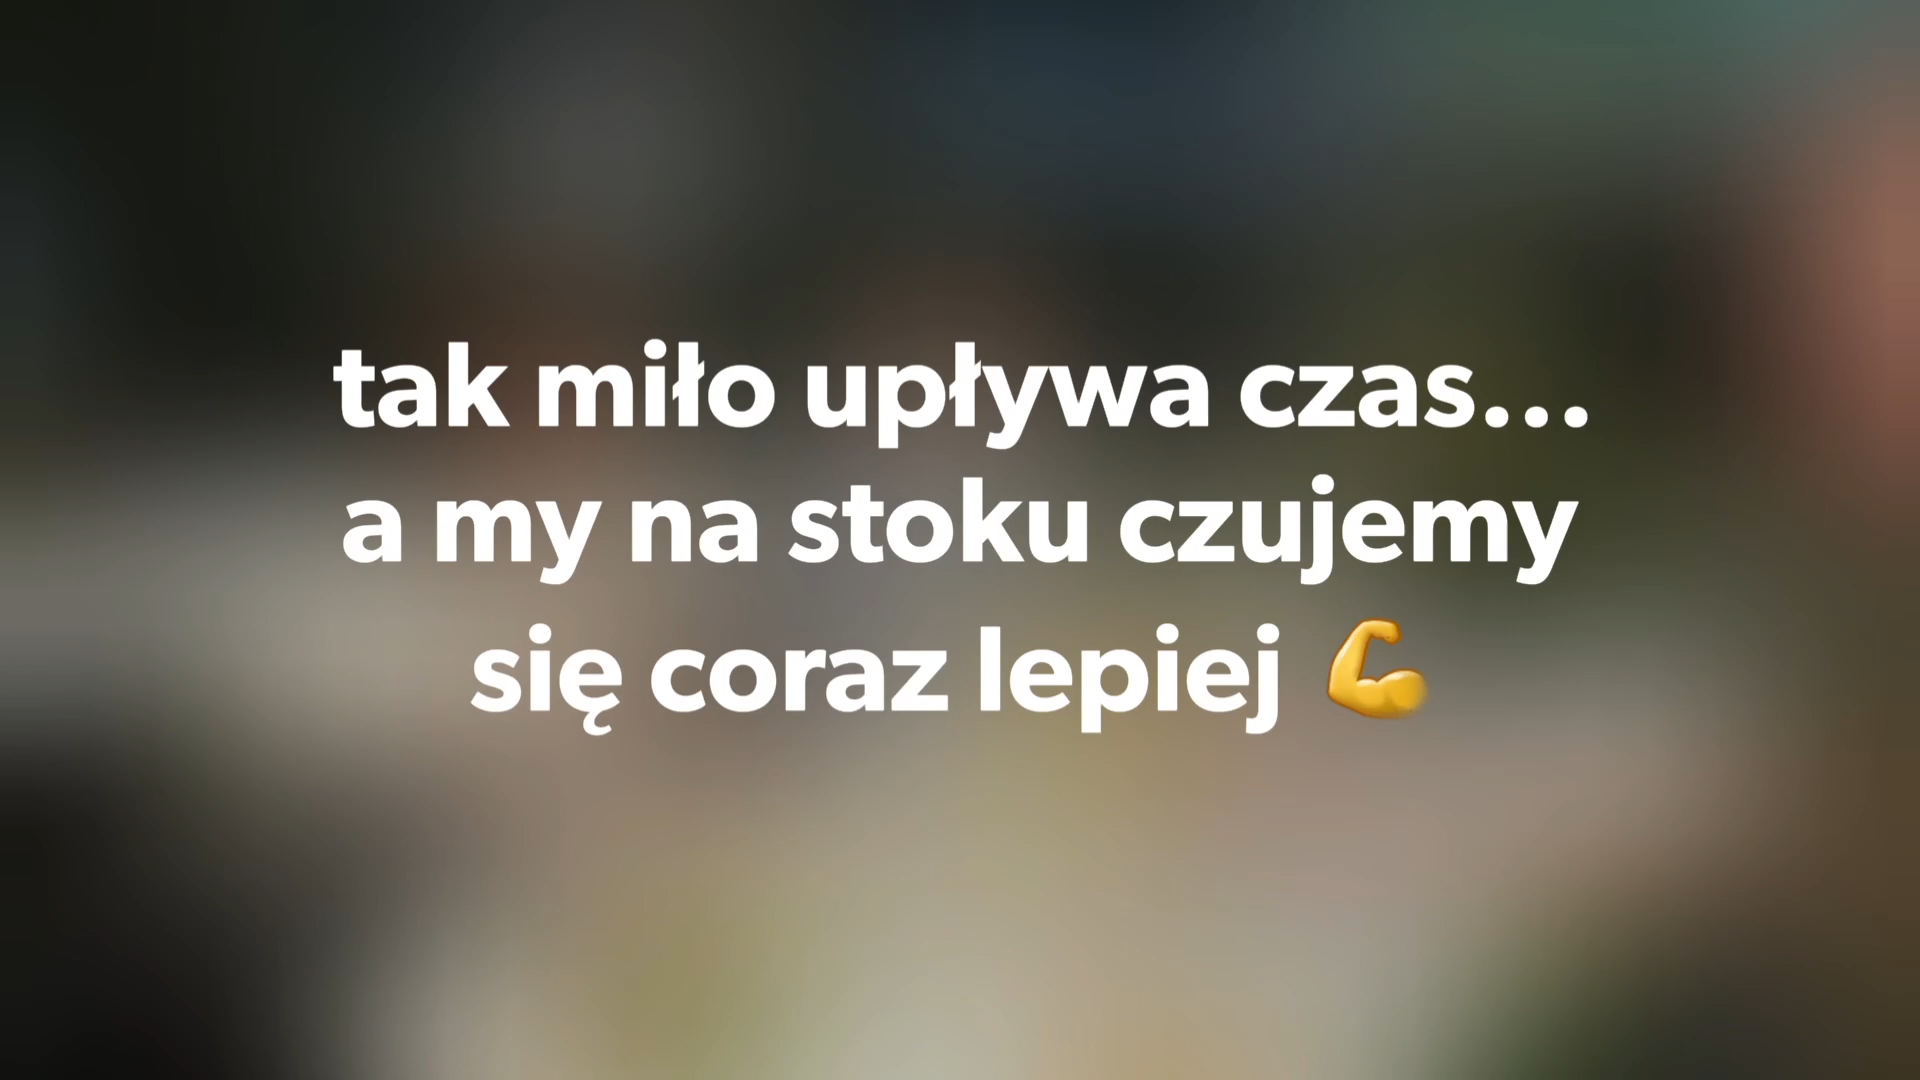 tak miło upływa czas...
a my na stoku czujemy
się coraz lepiej 💪